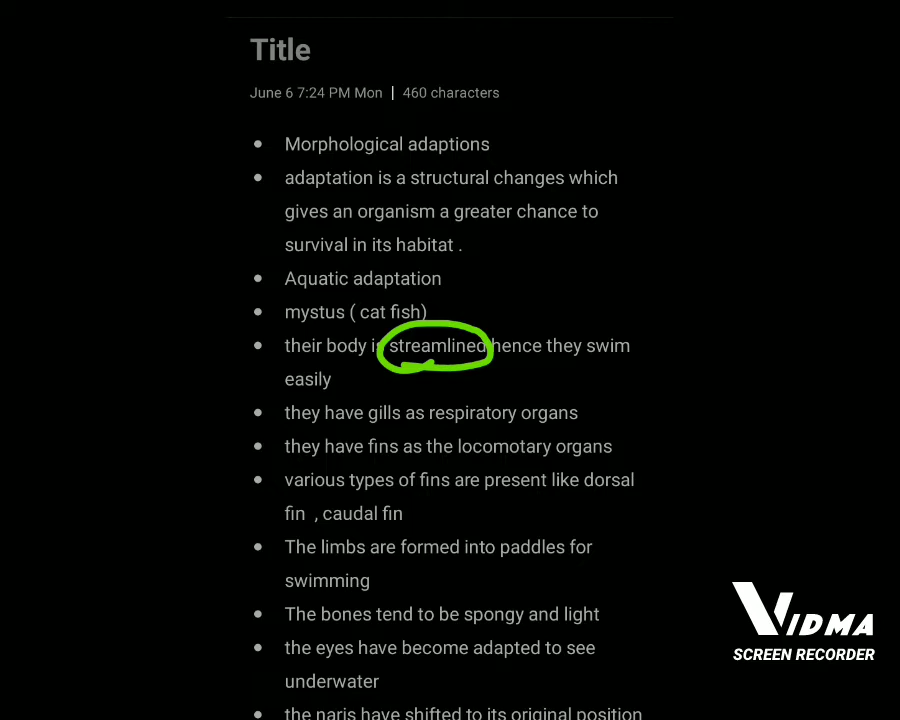 Title
June 6 7:24 PM Mon | 460 characters
• Morphological adaptions
• adaptation is a structural changes which
gives an organism a greater chance to
survival in its habitat .
• Aquatic adaptation
• mystus ( cat fish)
• their body is streamlined hence they swim
easily
• they have gills as respiratory organs
• they have fins as the locomotary organs
• various types of fins are present like dorsal
fin , caudal fin
• The limbs are formed into paddles for
swimming
• The bones tend to be spongy and light
• the eyes have become adapted to see
underwater
• the naris have shifted to its original position
VIDMA
SCREEN RECORDER